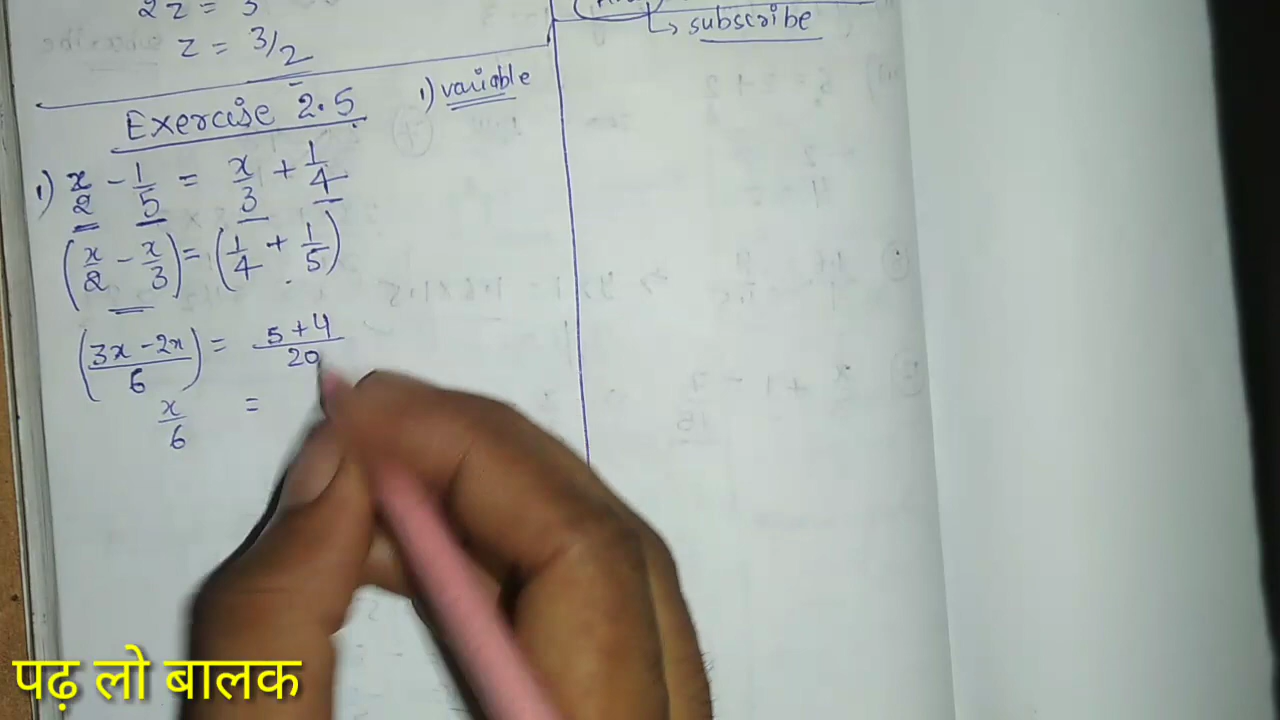 2z = 3
z = 3/2
↳ subscribe
Exercise 2.5
1) variable
1) x/2 - 1/5 = x/3 + 1/4
(x/2 - x/3) = (1/4 + 1/5)
(3x - 2x / 6) = 5 + 4 / 20
x/6 =
पढ़ लो बालक